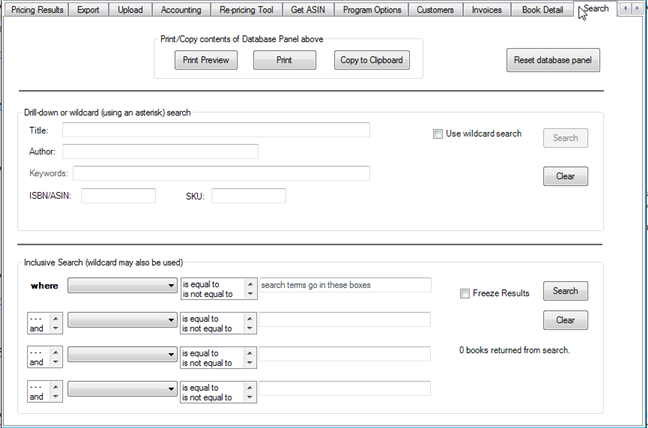 Pricing Results Export Upload Accounting Re-pricing Tool Get ASIN Program Options Customers Invoices Book Detail Search
Print/Copy contents of Database Panel above
Print Preview Print Copy to Clipboard Reset database panel
Drill-down or wildcard (using an asterisk) search
Title: Use wildcard search Search
Author:
Keywords: Clear
ISBN/ASIN: SKU:
Inclusive Search (wildcard may also be used)
where is equal to search terms go in these boxes Freeze Results Search
is not equal to
--- is equal to Clear
and is not equal to
--- is equal to 0 books returned from search.
and is not equal to
--- is equal to
and is not equal to